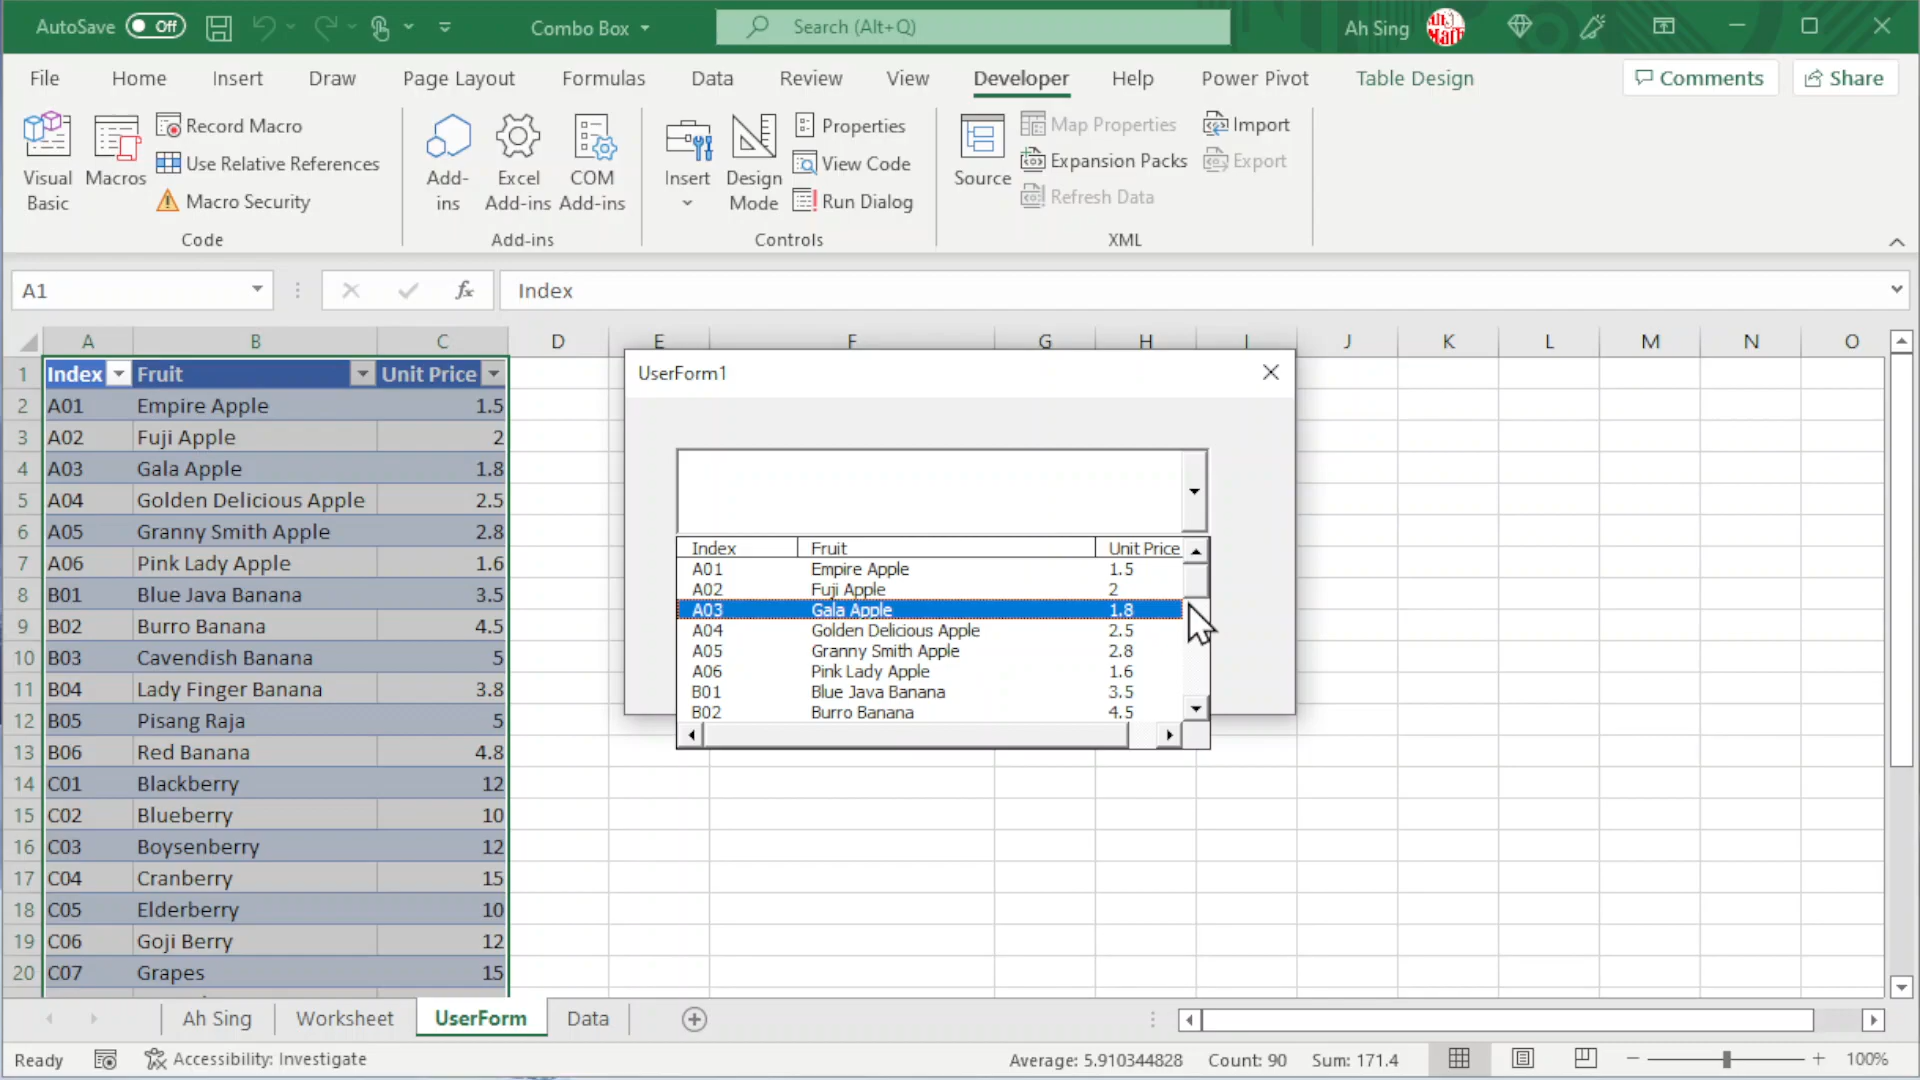 AutoSave Off Combo Box Search (Alt+Q) Ah Sing
File Home Insert Draw Page Layout Formulas Data Review View Developer Help Power Pivot Table Design Comments Share
Visual Basic
Macros
Record Macro
Use Relative References
Macro Security
Code
Add-ins
Excel Add-ins
COM Add-ins
Add-ins
Insert
Design Mode
Properties
View Code
Run Dialog
Controls
Source
Map Properties
Expansion Packs
Refresh Data
Import
Export
XML
A1 fx Index
A B C D E F G H I J K L M N O
1 Index Fruit Unit Price
2 A01 Empire Apple 1.5
3 A02 Fuji Apple 2
4 A03 Gala Apple 1.8
5 A04 Golden Delicious Apple 2.5
6 A05 Granny Smith Apple 2.8
7 A06 Pink Lady Apple 1.6
8 B01 Blue Java Banana 3.5
9 B02 Burro Banana 4.5
10 B03 Cavendish Banana 5
11 B04 Lady Finger Banana 3.8
12 B05 Pisang Raja 5
13 B06 Red Banana 4.8
14 C01 Blackberry 12
15 C02 Blueberry 10
16 C03 Boysenberry 12
17 C04 Cranberry 15
18 C05 Elderberry 10
19 C06 Goji Berry 12
20 C07 Grapes 15
UserForm1
Index Fruit Unit Price
A01 Empire Apple 1.5
A02 Fuji Apple 2
A03 Gala Apple 1.8
A04 Golden Delicious Apple 2.5
A05 Granny Smith Apple 2.8
A06 Pink Lady Apple 1.6
B01 Blue Java Banana 3.5
B02 Burro Banana 4.5
Ah Sing Worksheet UserForm Data
Ready Accessibility: Investigate Average: 5.910344828 Count: 90 Sum: 171.4 100%